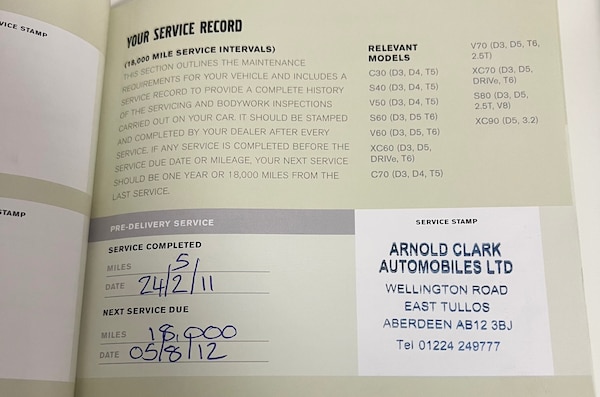 VICE STAMP
STAMP
YOUR SERVICE RECORD
(18,000 MILE SERVICE INTERVALS)
THIS SECTION OUTLINES THE MAINTENANCE
REQUIREMENTS FOR YOUR VEHICLE AND INCLUDES A
SERVICE RECORD TO PROVIDE A COMPLETE HISTORY
OF THE SERVICING AND BODYWORK INSPECTIONS
CARRIED OUT ON YOUR CAR. IT SHOULD BE STAMPED
AND COMPLETED BY YOUR DEALER AFTER EVERY
SERVICE. IF ANY SERVICE IS COMPLETED BEFORE THE
SERVICE DUE DATE OR MILEAGE, YOUR NEXT SERVICE
SHOULD BE ONE YEAR OR 18,000 MILES FROM THE
LAST SERVICE.
RELEVANT
MODELS
C30 (D3, D4, T5)
S40 (D3, D4, T5)
V50 (D3, D4, T5)
S60 (D3, D5 T6)
V60 (D3, D5, T6)
XC60 (D3, D5,
DRIVe, T6)
C70 (D3, D4, T5)
V70 (D3, D5, T6,
2.5T)
XC70 (D3, D5,
DRIVe, T6)
S80 (D3, D5,
2.5T, V8)
XC90 (D5, 3.2)
PRE-DELIVERY SERVICE
SERVICE COMPLETED
MILES 5
DATE 24/2/11
NEXT SERVICE DUE
MILES 18,000
DATE 05/8/12
SERVICE STAMP
ARNOLD CLARK
AUTOMOBILES LTD
WELLINGTON ROAD
EAST TULLOS
ABERDEEN AB12 3BJ
Tel 01224 249777